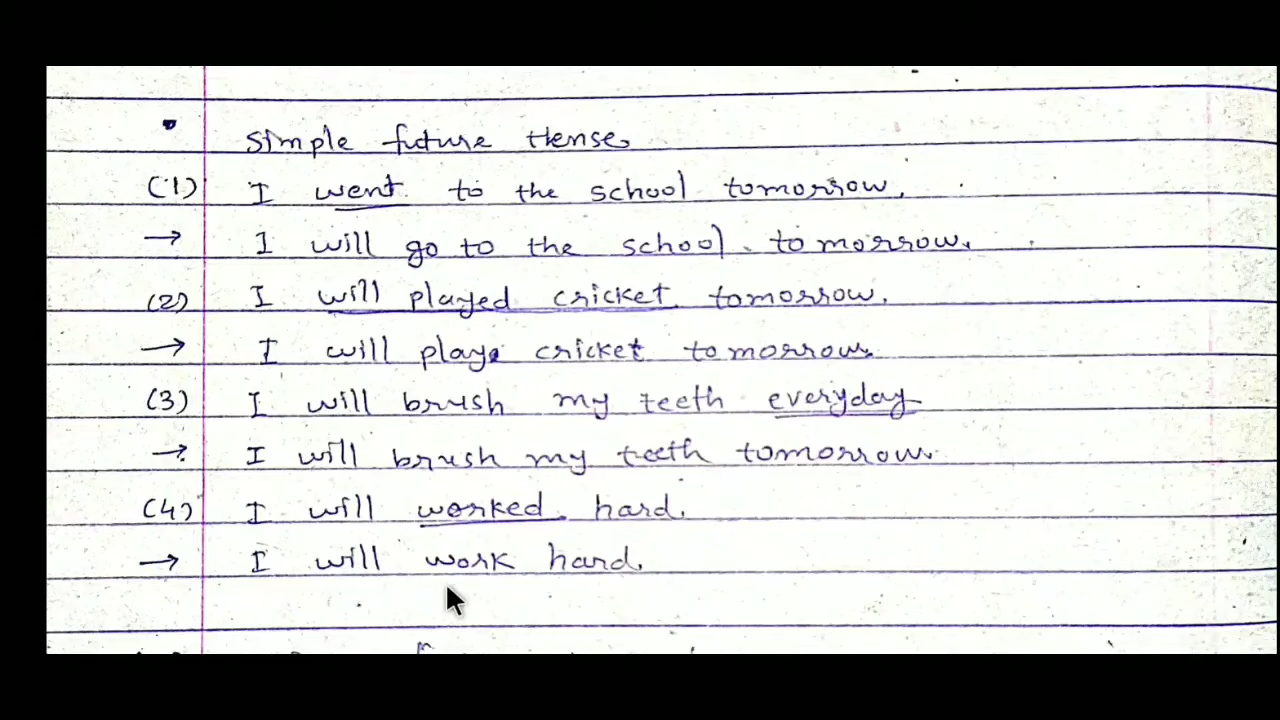 • Simple future thense.
(1) I went to the school tomorrow.
→ I will go to the school. tomorrow.
(2) I will played cricket tomorrow.
→ I will play. cricket tomorrow.
(3) I will brush my teeth everyday
→ I will brush my teeth tomorrow.
(4) I will worked hard.
→ I will work hard.